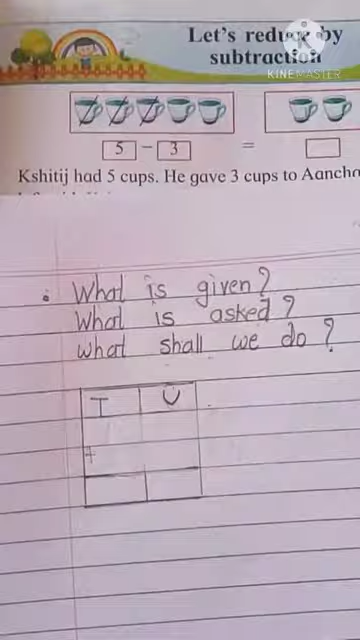 Let's reduce by
subtraction
KINEMASTER
5 - 3 =
Kshitij had 5 cups. He gave 3 cups to
What is given?
What is asked?
What shall we do?
T U
+